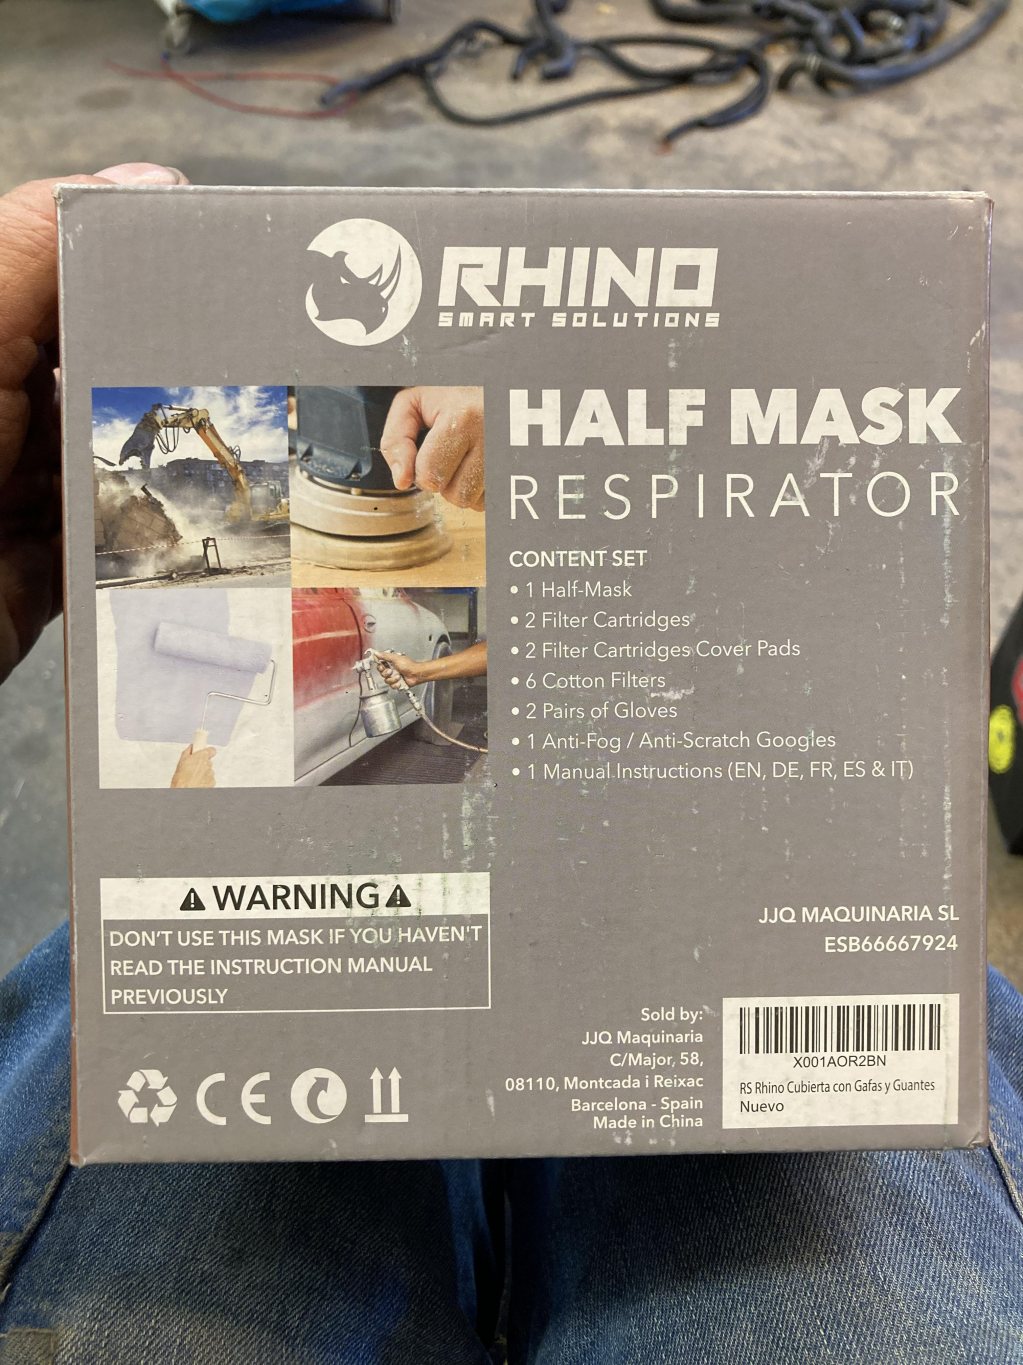 RHINO
SMART SOLUTIONS
HALF MASK
RESPIRATOR
CONTENT SET
• 1 Half-Mask
• 2 Filter Cartridges
• 2 Filter Cartridges Cover Pads
• 6 Cotton Filters
• 2 Pairs of Gloves
• 1 Anti-Fog / Anti-Scratch Googles
• 1 Manual Instructions (EN, DE, FR, ES & IT)
WARNING
DON'T USE THIS MASK IF YOU HAVEN'T
READ THE INSTRUCTION MANUAL
PREVIOUSLY
JJQ MAQUINARIA SL
ESB66667924
Sold by:
JJQ Maquinaria
C/Major, 58,
08110, Montcada i Reixac
Barcelona - Spain
Made in China
CE
X001AOR2BN
RS Rhino Cubierta con Gafas y Guantes
Nuevo